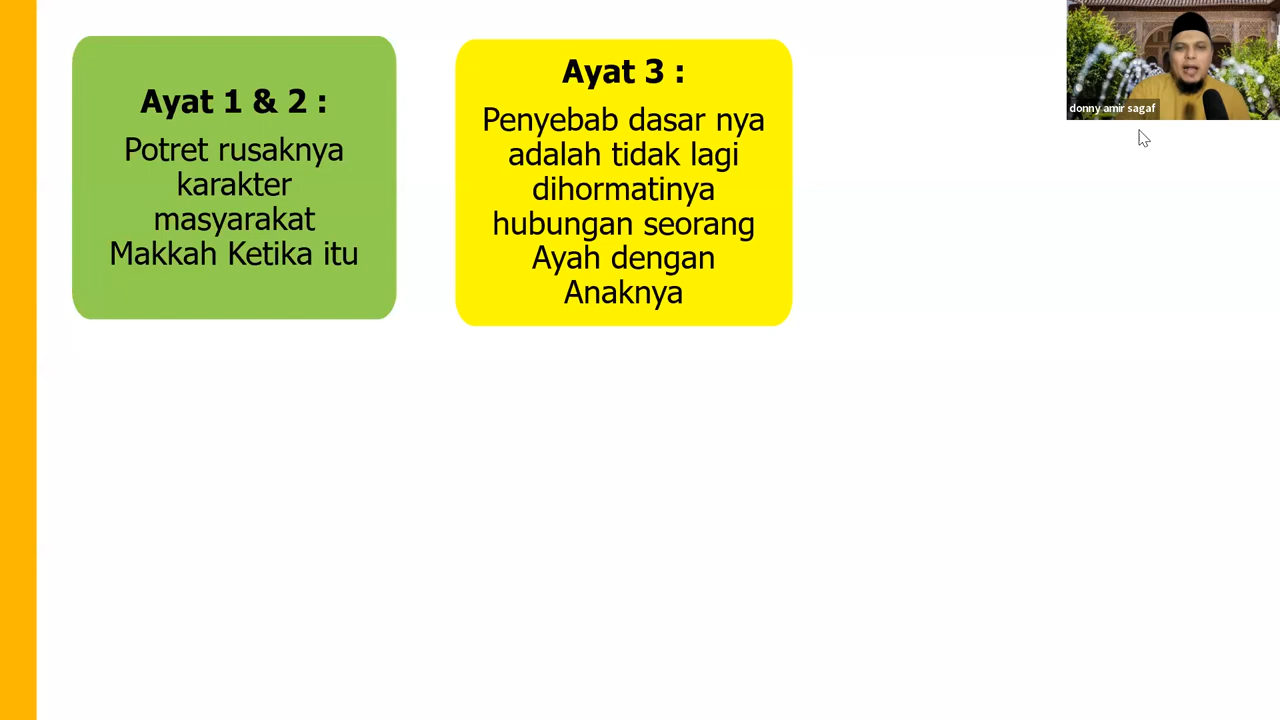 Ayat 1 & 2 :
Potret rusaknya
karakter
masyarakat
Makkah Ketika itu
Ayat 3 :
Penyebab dasar nya
adalah tidak lagi
dihormatinya
hubungan seorang
Ayah dengan
Anaknya
donny amir sagaf